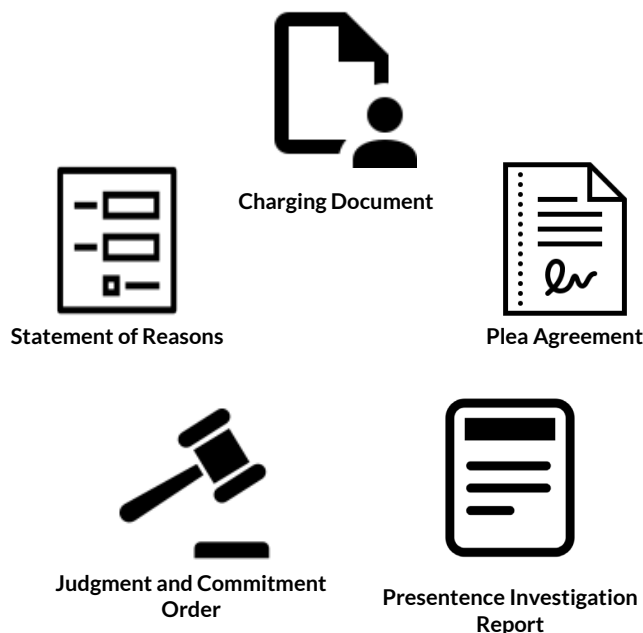 Charging Document
Statement of Reasons
Plea Agreement
Judgment and Commitment
Order
Presentence Investigation
Report